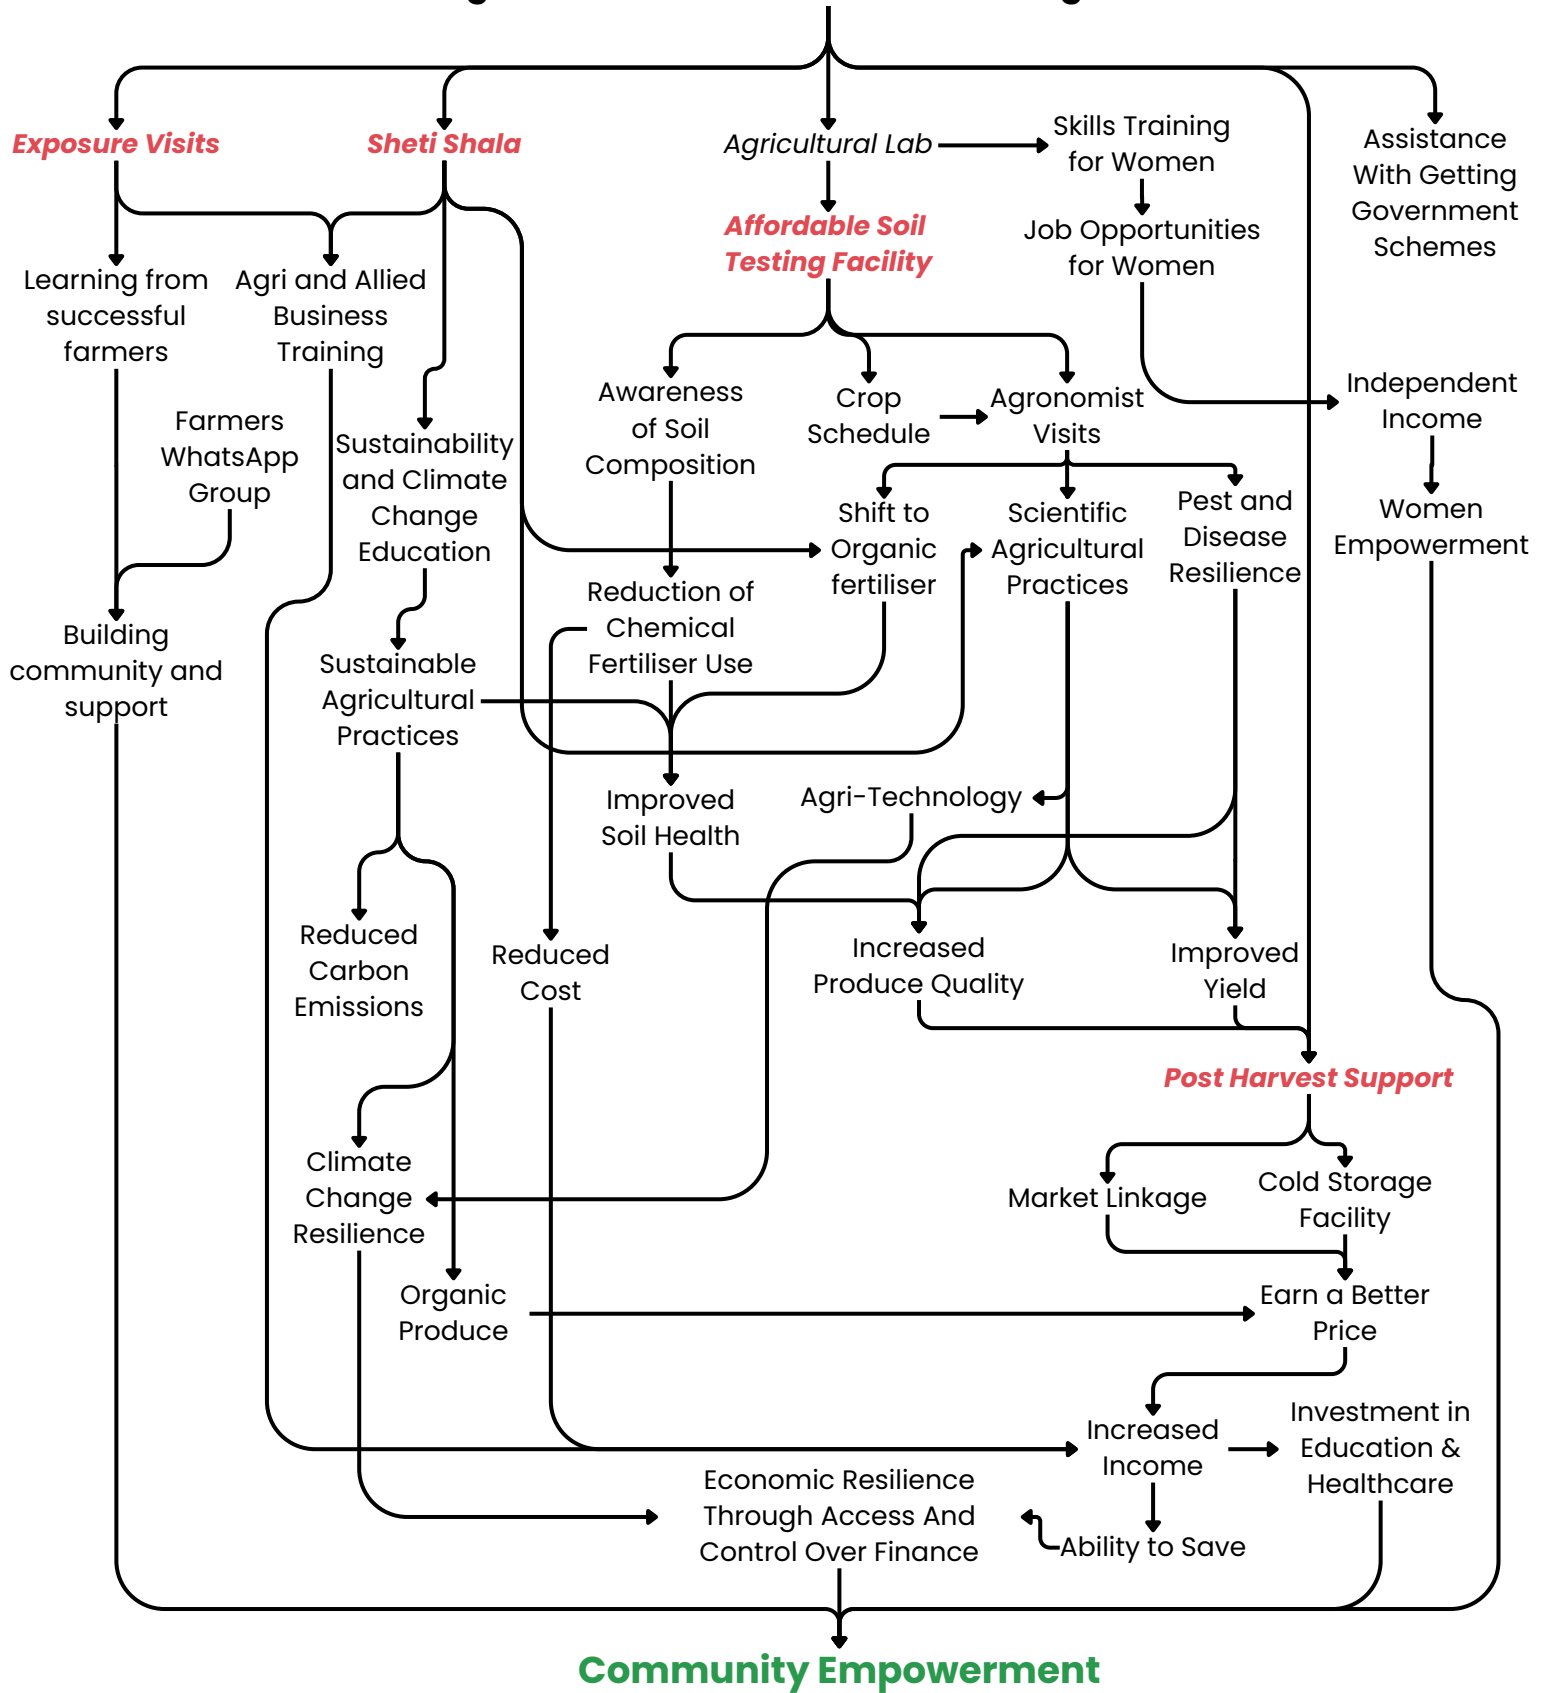 Exposure Visits
Sheti Shala
Agricultural Lab
Skills Training
for Women
Assistance
With Getting
Government
Schemes
Affordable Soil
Testing Facility
Job Opportunities
for Women
Learning from
successful
farmers
Agri and Allied
Business
Training
Farmers
WhatsApp
Group
Sustainability
and Climate
Change
Education
Awareness
of Soil
Composition
Crop
Schedule
Agronomist
Visits
Independent
Income
Women
Empowerment
Shift to
Organic
fertiliser
Scientific
Agricultural
Practices
Pest and
Disease
Resilience
Reduction of
Chemical
Fertiliser Use
Building
community and
support
Sustainable
Agricultural
Practices
Improved
Soil Health
Agri-Technology
Reduced
Carbon
Emissions
Reduced
Cost
Increased
Produce Quality
Improved
Yield
Post Harvest Support
Climate
Change
Resilience
Market Linkage
Cold Storage
Facility
Organic
Produce
Earn a Better
Price
Increased
Income
Investment in
Education &
Healthcare
Economic Resilience
Through Access And
Control Over Finance
Ability to Save
Community Empowerment